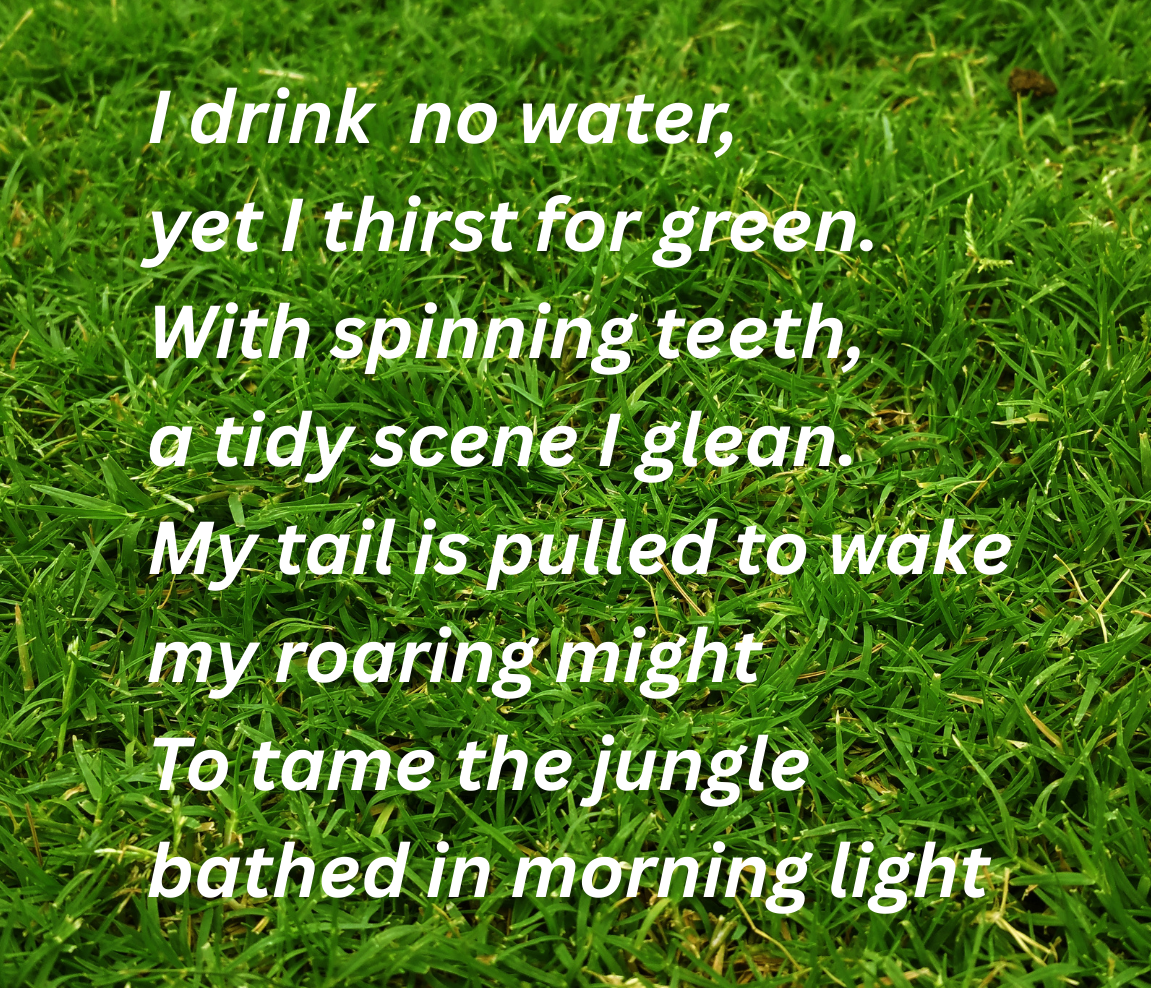 I drink  no water,
yet I thirst for green.
With spinning teeth,
a tidy scene I glean.
My tail is pulled to wake
my roaring might
To tame the jungle
bathed in morning light